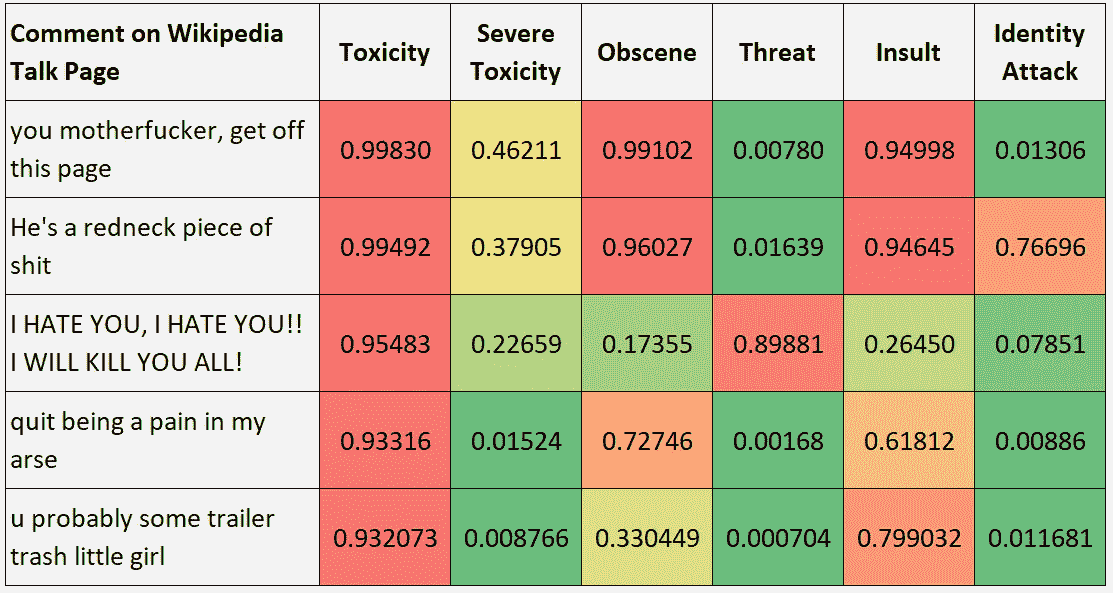 Comment on Wikipedia Talk Page Toxicity Severe Toxicity Obscene Threat Insult Identity Attack
you motherfucker, get off this page 0.99830 0.46211 0.99102 0.00780 0.94998 0.01306
He's a redneck piece of shit 0.99492 0.37905 0.96027 0.01639 0.94645 0.76696
I HATE YOU, I HATE YOU!! I WILL KILL YOU ALL! 0.95483 0.22659 0.17355 0.89881 0.26450 0.07851
quit being a pain in my arse 0.93316 0.01524 0.72746 0.00168 0.61812 0.00886
u probably some trailer trash little girl 0.932073 0.008766 0.330449 0.000704 0.799032 0.011681